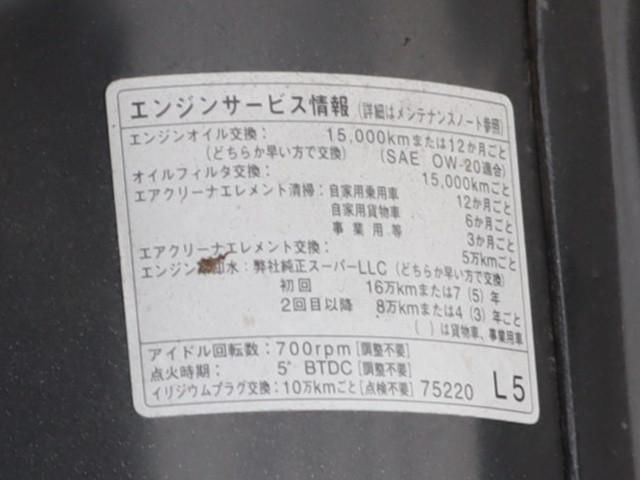 エンジンサービス情報 (詳細はメンテナンスノート参照)
エンジンオイル交換： 15,000kmまたは12か月ごと
(どちらか早い方で交換) (SAE 0W-20適合)
オイルフィルタ交換： 15,000kmごと
エアクリーナエレメント清掃：自家用乗用車 12か月ごと
自家用貨物車 6か月ごと
事業用等 3か月ごと
エアクリーナエレメント交換： 5万kmごと
エンジン 却水：弊社純正スーパーLLC (どちらか早い方で交換)
初回 16万kmまたは7 (5) 年
2回目以降 8万kmまたは4 (3) 年ごと
( ) は貨物車、事業用車
アイドル回転数：700rpm [調整不要]
点火時期： 5° BTDC [調整不要]
イリジウムプラグ交換：10万kmごと [点検不要] 75220 L5